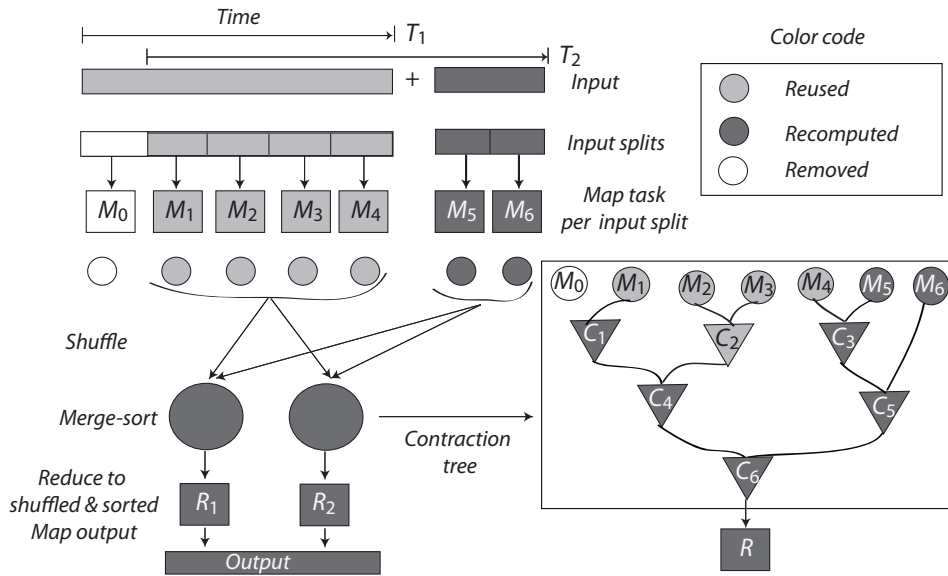 Time
T1
T2
Color code
+
Input
Reused
Recomputed
Removed
Input splits
M0 M1 M2 M3 M4 M5 M6
Map task
per input split
M0 M1 M2 M3 M4 M5 M6
Shuffle
C1 C2 C3
C4 C5
Merge-sort
Contraction
tree
C6
Reduce to
shuffled & sorted
Map output
R1 R2
R
Output